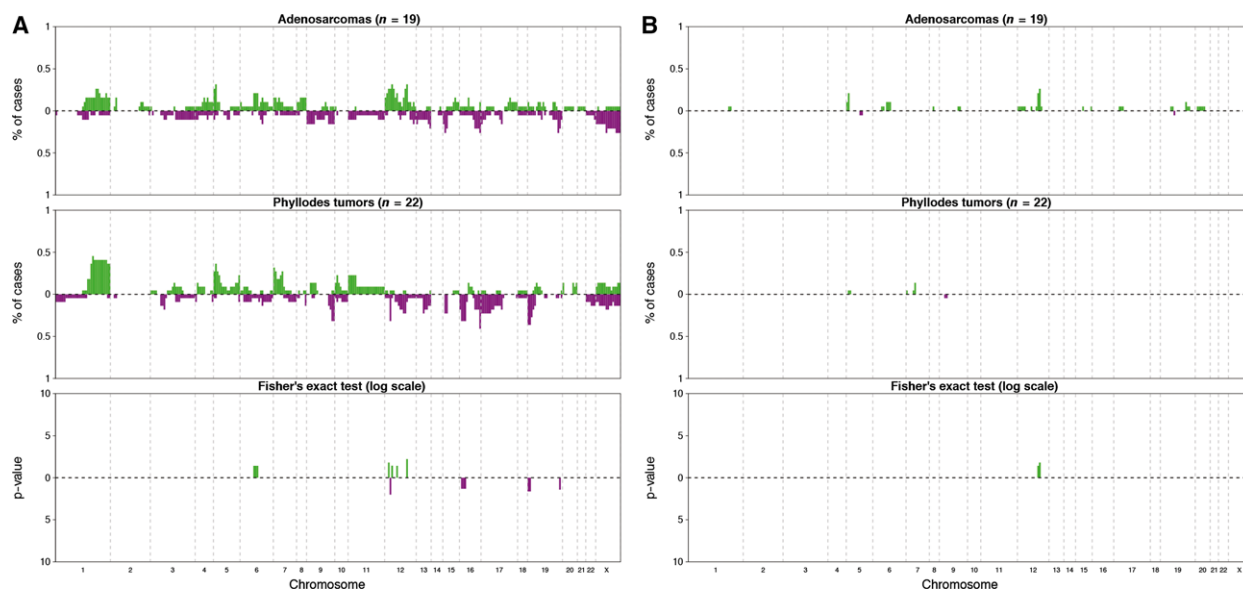 A
Adenosarcomas (n = 19)
% of cases
1
0.5
0
0.5
1
Phyllodes tumors (n = 22)
% of cases
1
0.5
0
0.5
1
Fisher's exact test (log scale)
p-value
10
5
0
5
10
1 2 3 4 5 6 7 8 9 10 11 12 13 14 15 16 17 18 19 20 21 22 X
Chromosome
B
Adenosarcomas (n = 19)
% of cases
1
0.5
0
0.5
1
Phyllodes tumors (n = 22)
% of cases
1
0.5
0
0.5
1
Fisher's exact test (log scale)
p-value
10
5
0
5
10
1 2 3 4 5 6 7 8 9 10 11 12 13 14 15 16 17 18 19 20 21 22 X
Chromosome